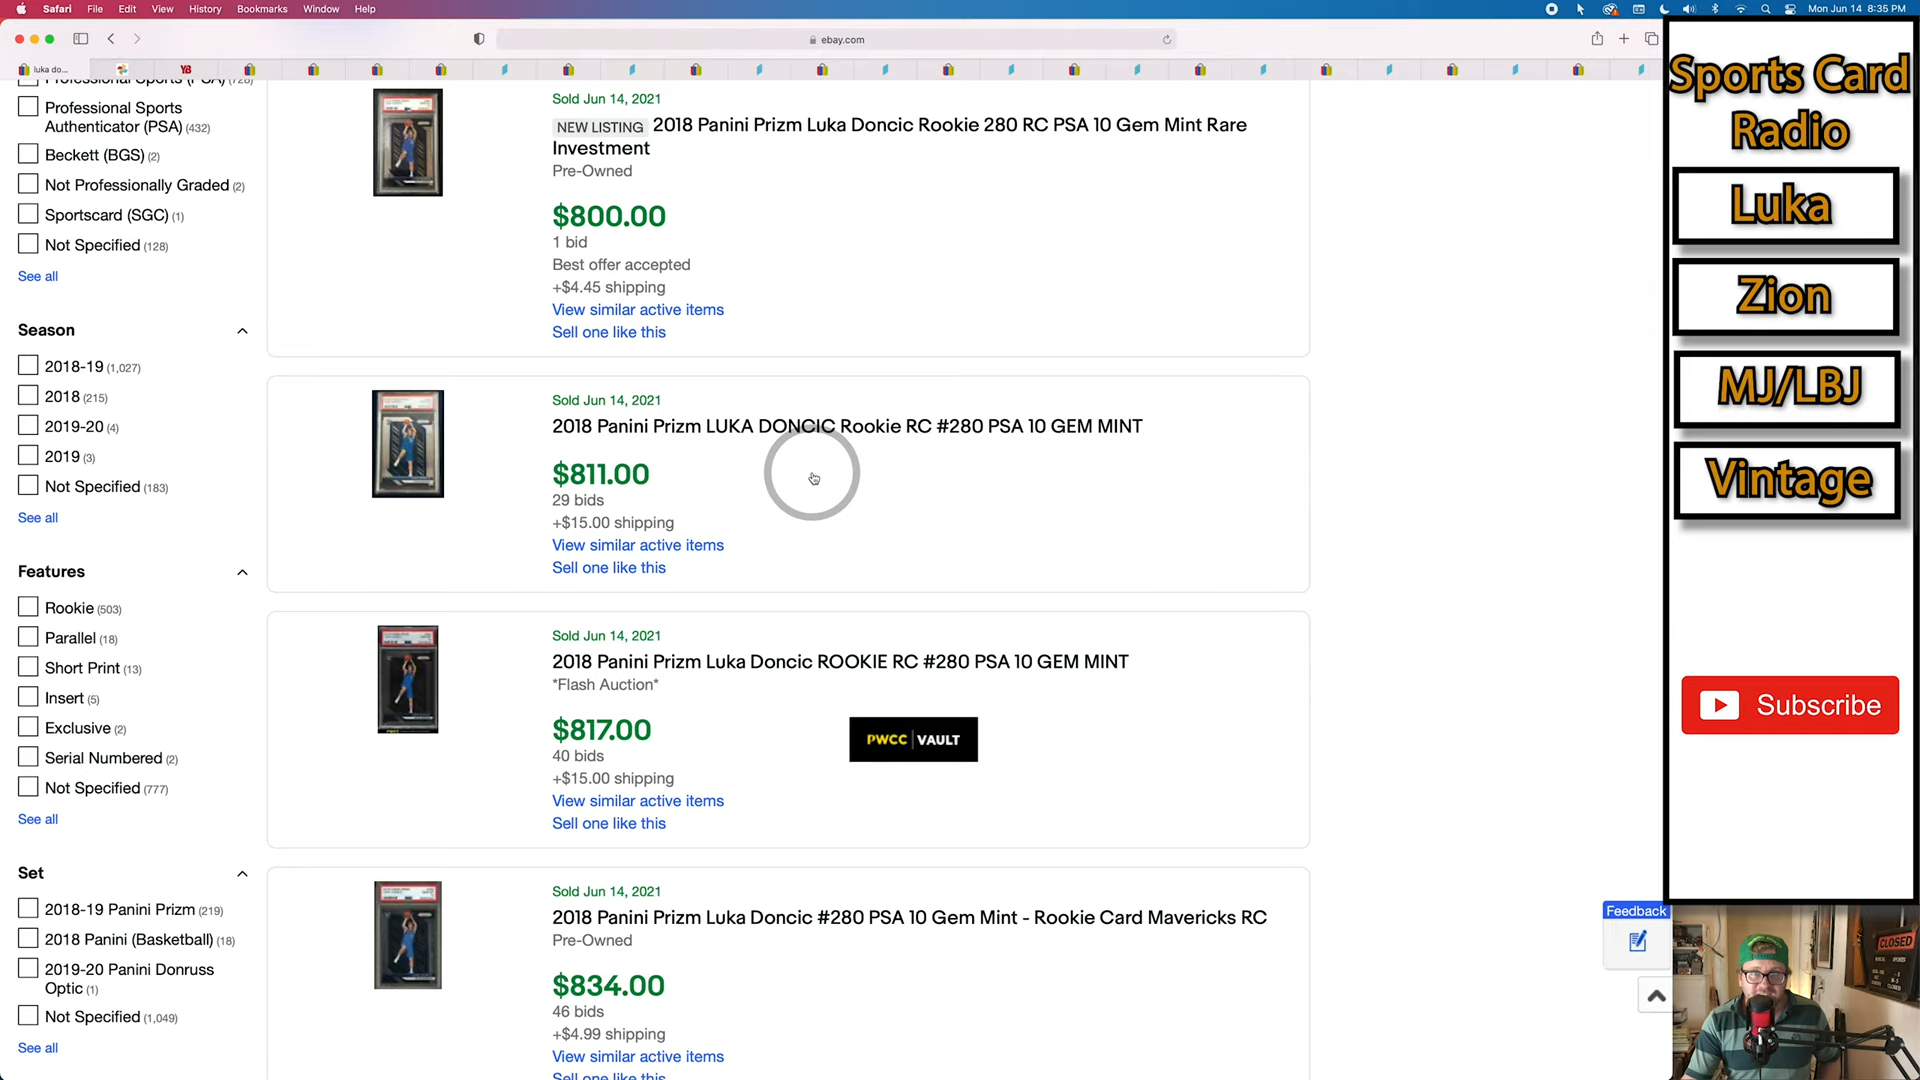 Safari File Edit View History Bookmarks Window Help
Mon Jun 14 8:35 PM
ebay.com
luka do...
YB
Professional Sports (PSA) (728)
Professional Sports
Authenticator (PSA) (432)
Beckett (BGS) (2)
Not Professionally Graded (2)
Sportscard (SGC) (1)
Not Specified (128)
See all
Season
2018-19 (1,027)
2018 (215)
2019-20 (4)
2019 (3)
Not Specified (183)
See all
Features
Rookie (503)
Parallel (18)
Short Print (13)
Insert (5)
Exclusive (2)
Serial Numbered (2)
Not Specified (777)
See all
Set
2018-19 Panini Prizm (219)
2018 Panini (Basketball) (18)
2019-20 Panini Donruss
Optic (1)
Not Specified (1,049)
See all
Sold Jun 14, 2021
NEW LISTING 2018 Panini Prizm Luka Doncic Rookie 280 RC PSA 10 Gem Mint Rare
Investment
Pre-Owned
$800.00
1 bid
Best offer accepted
+$4.45 shipping
View similar active items
Sell one like this
Sold Jun 14, 2021
2018 Panini Prizm LUKA DONCIC Rookie RC #280 PSA 10 GEM MINT
$811.00
29 bids
+$15.00 shipping
View similar active items
Sell one like this
Sold Jun 14, 2021
2018 Panini Prizm Luka Doncic ROOKIE RC #280 PSA 10 GEM MINT
*Flash Auction*
$817.00
40 bids
+$15.00 shipping
View similar active items
Sell one like this
PWCC | VAULT
Sold Jun 14, 2021
2018 Panini Prizm Luka Doncic #280 PSA 10 Gem Mint - Rookie Card Mavericks RC
Pre-Owned
$834.00
46 bids
+$4.99 shipping
View similar active items
Sell one like this
Feedback
Sports Card
Radio
Luka
Zion
MJ/LBJ
Vintage
Subscribe
CLOSED